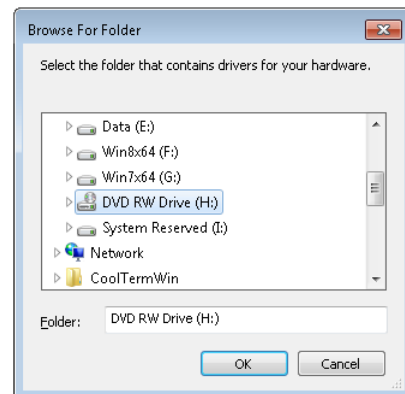 Browse For Folder
Select the folder that contains drivers for your hardware.
Data (E:)
Win8x64 (F:)
Win7x64 (G:)
DVD RW Drive (H:)
System Reserved (I:)
Network
CoolTermWin
Folder: DVD RW Drive (H:)
OK Cancel